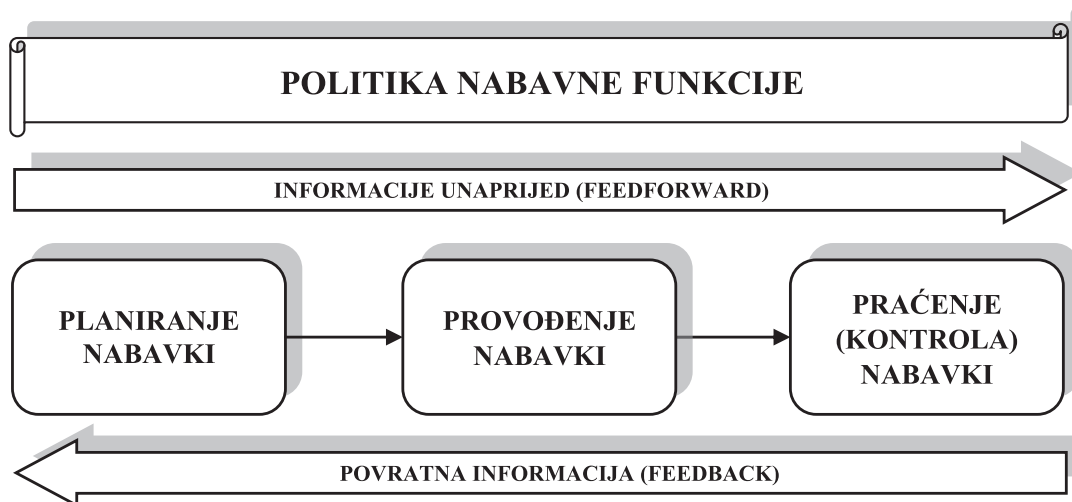 POLITIKA NABAVNE FUNKCIJE
INFORMACIJE UNAPRIJED (FEEDFORWARD)
PLANIRANJE
NABAVKI
PROVOĐENJE
NABAVKI
PRAĆENJE
(KONTROLA)
NABAVKI
POVRATNA INFORMACIJA (FEEDBACK)